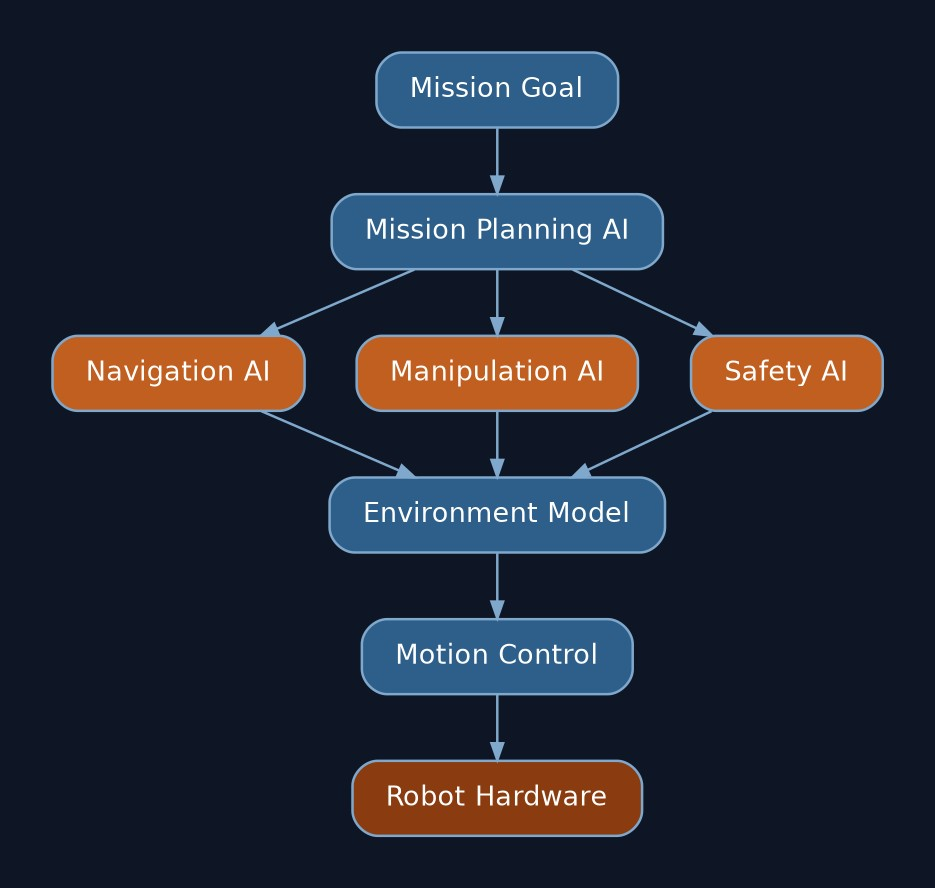 Mission Goal
Mission Planning AI
Navigation AI
Manipulation AI
Safety AI
Environment Model
Motion Control
Robot Hardware